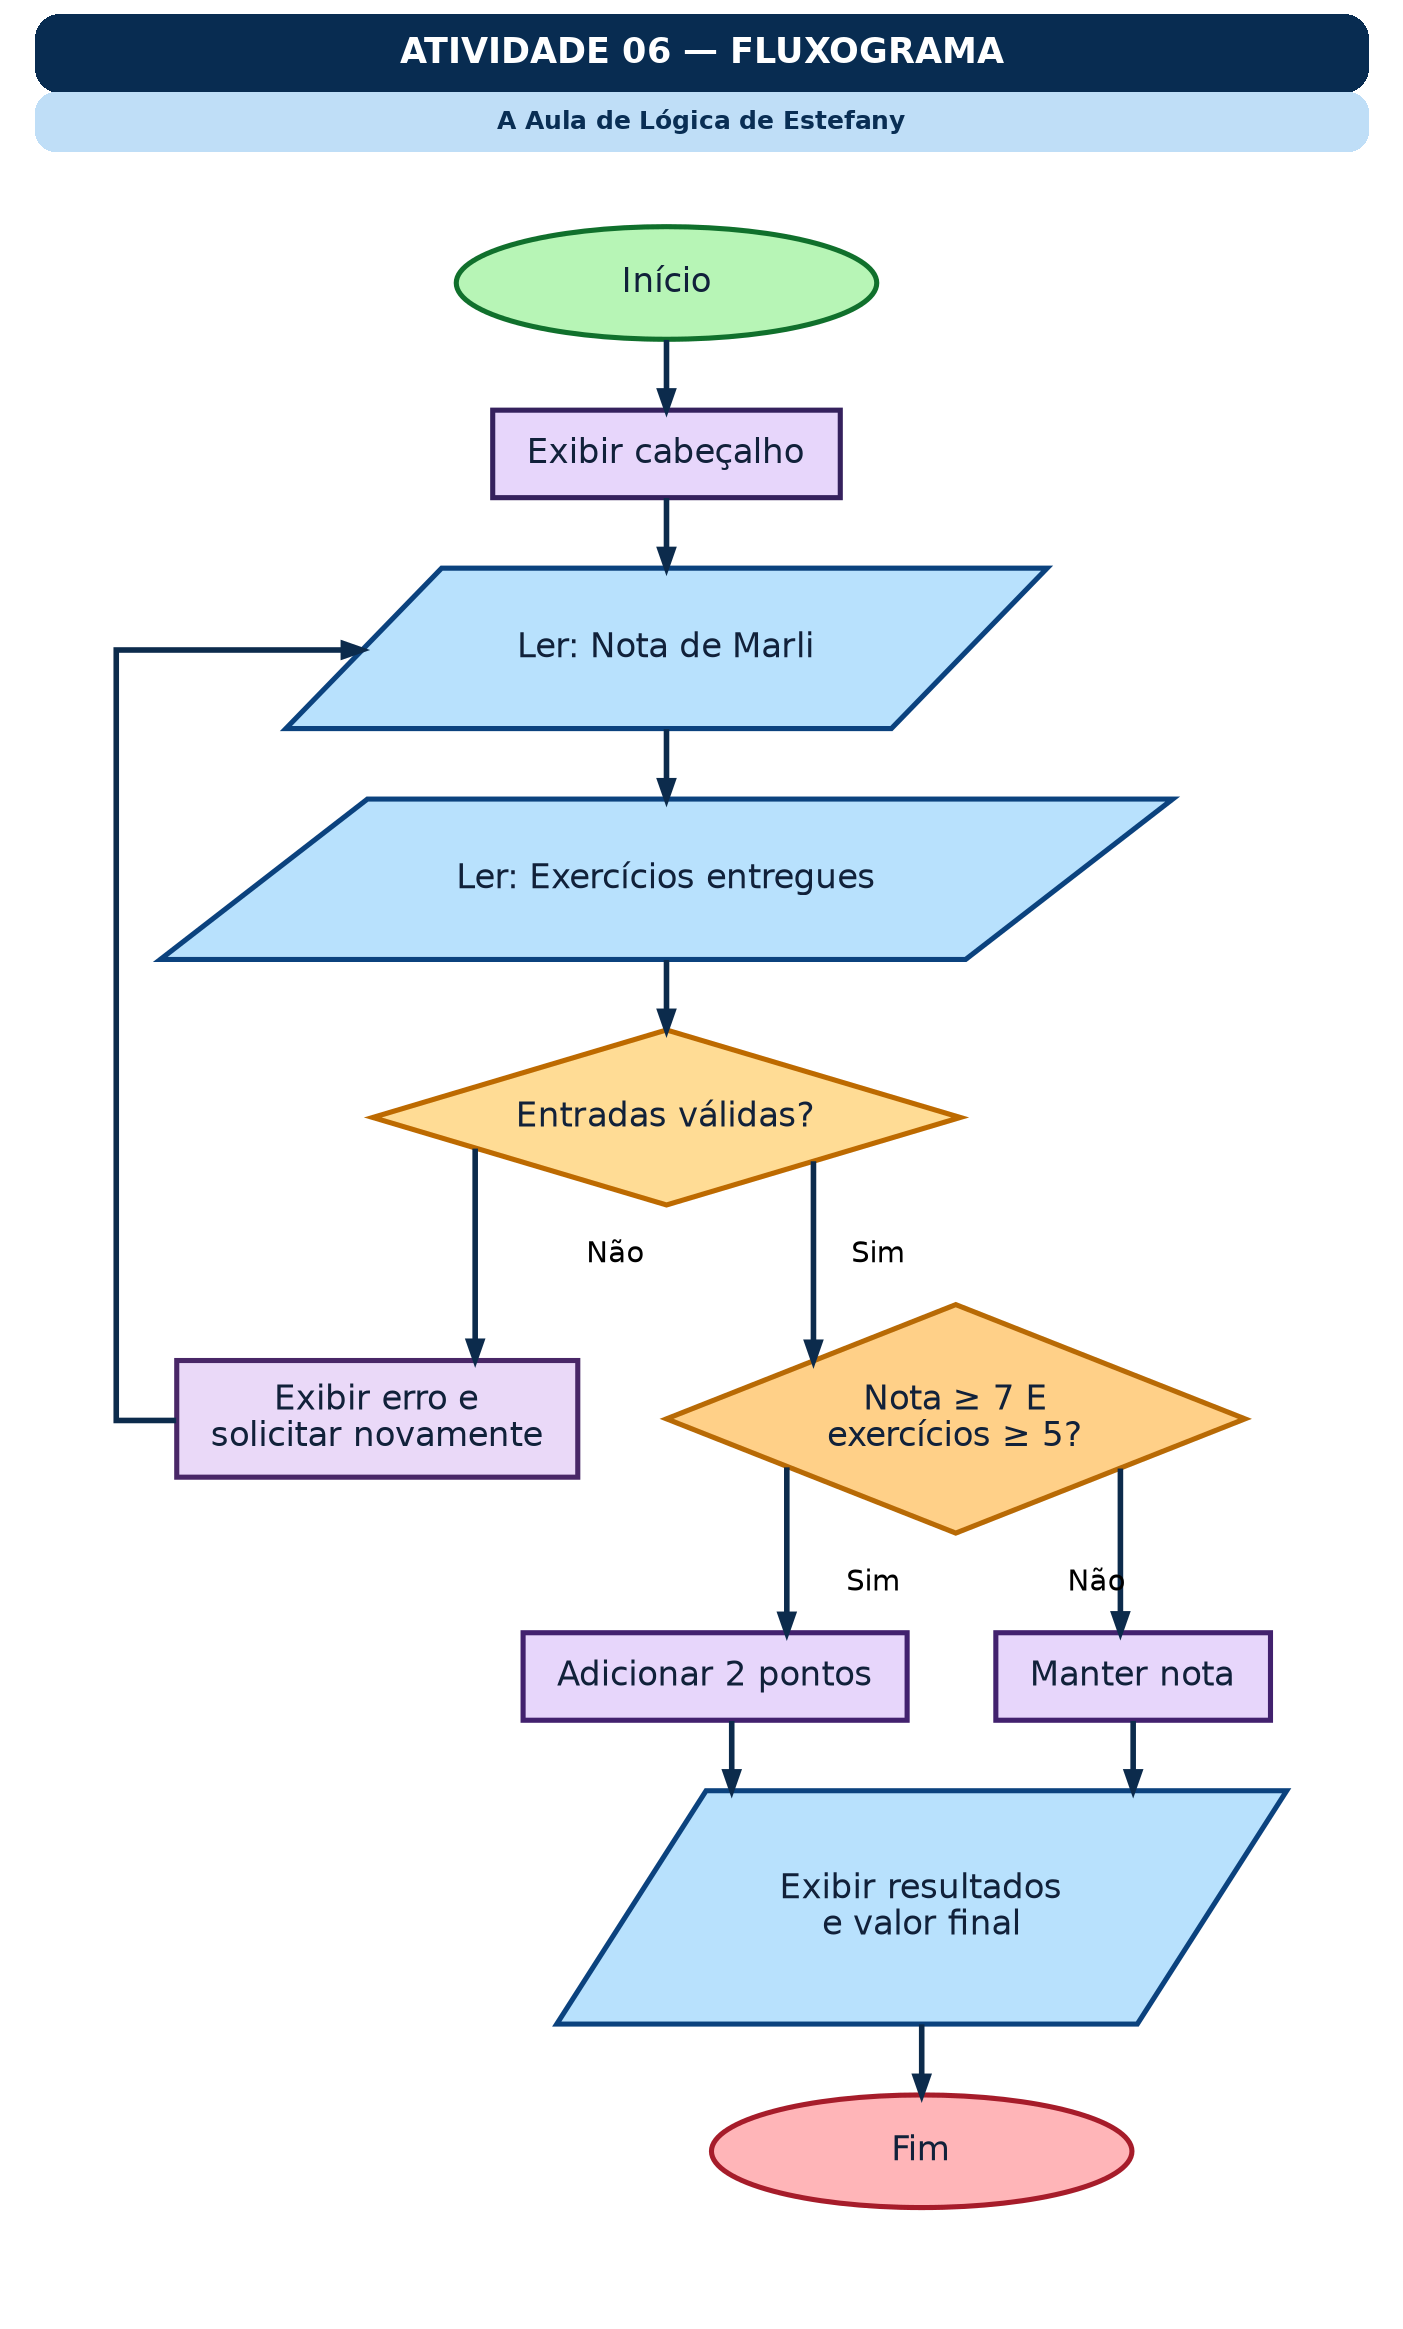 ATIVIDADE 06 — FLUXOGRAMA
A Aula de Lógica de Estefany
Início
Exibir cabeçalho
Ler: Nota de Marli
Ler: Exercícios entregues
Entradas válidas?
Não
Sim
Exibir erro e
solicitar novamente
Nota ≥ 7 E
exercícios ≥ 5?
Sim
Não
Adicionar 2 pontos
Manter nota
Exibir resultados
e valor final
Fim